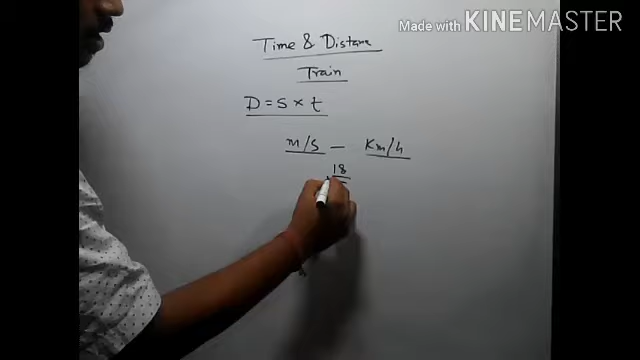 Made with KINEMASTER
Time & Distance
Train
D = S × t
m/s – Km/h
18